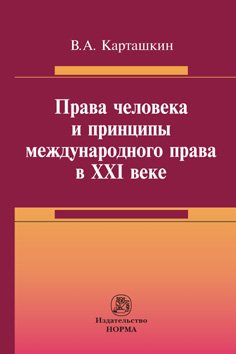 В.А. Карташкин
Права человека
и принципы
международного права
в XXI веке
Издательство
НОРМА